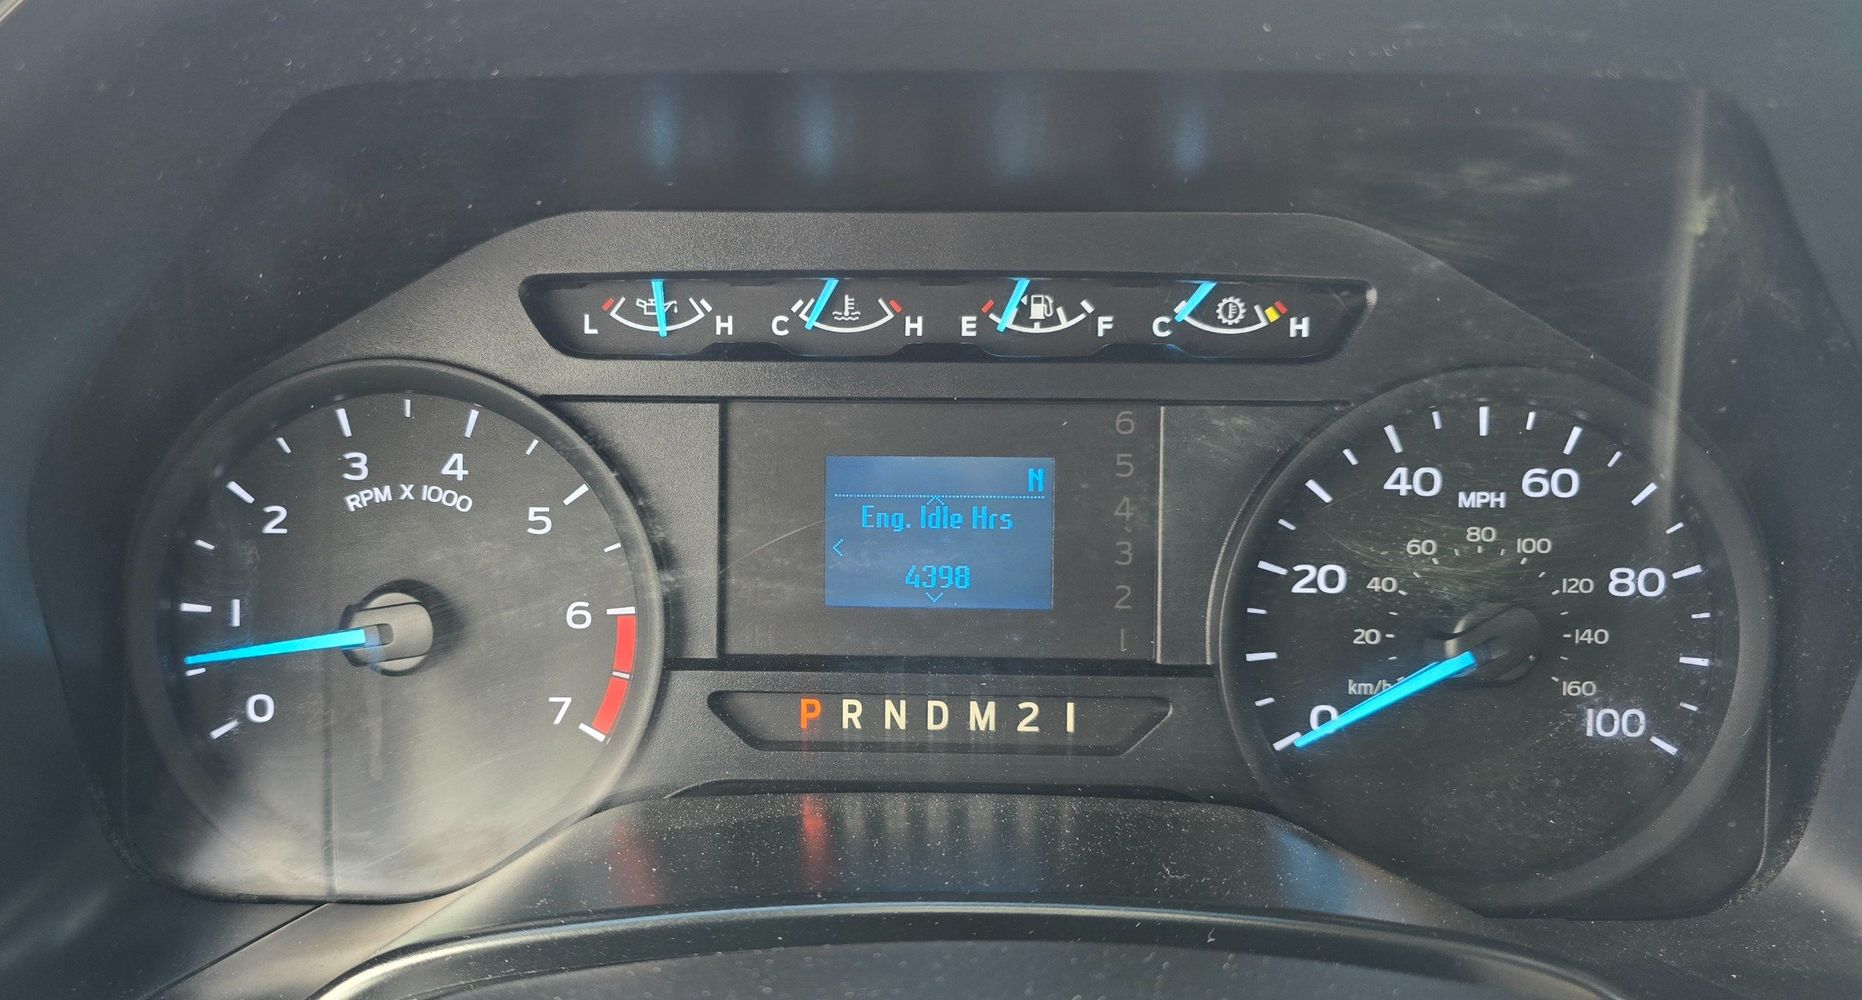 L H C H E F C H
3 4
RPM X 1000
2 5
1 6
0 7
N
Eng. Idle Hrs
<
4398
6
5
4
3
2
1
P R N D M 2 1
40 60
MPH
60 80 100
20 80
40 120
20 140
km/h 160
0 100